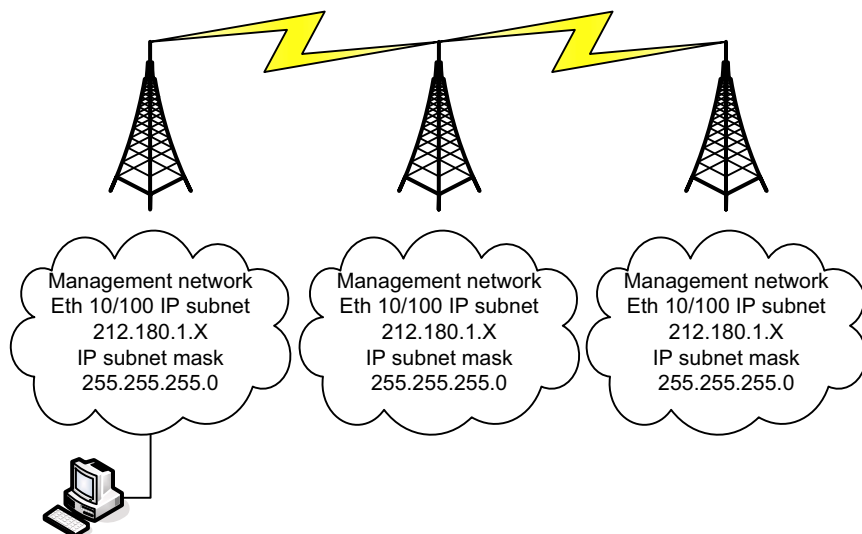 Management network
Eth 10/100 IP subnet
212.180.1.X
IP subnet mask
255.255.255.0
Management network
Eth 10/100 IP subnet
212.180.1.X
IP subnet mask
255.255.255.0
Management network
Eth 10/100 IP subnet
212.180.1.X
IP subnet mask
255.255.255.0